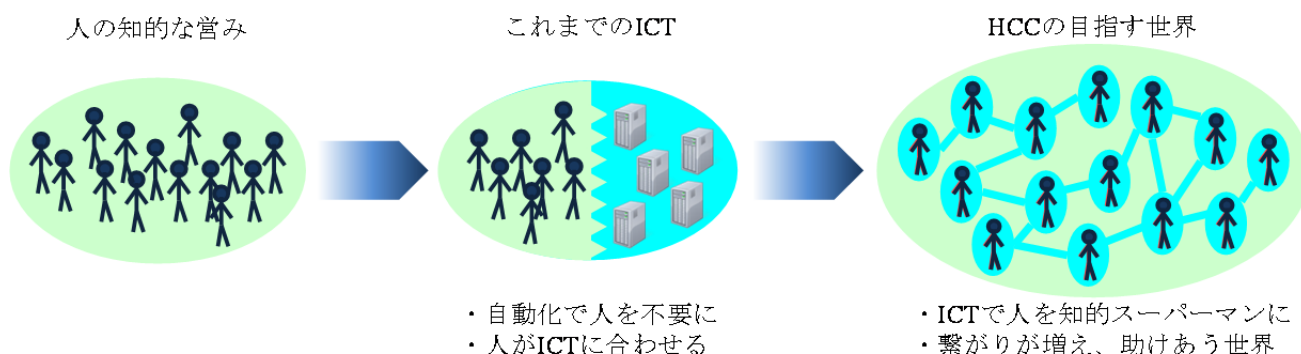 人の知的な営み
これまでのICT
HCCの目指す世界
・自動化で人を不要に
・人がICTに合わせる
・ICTで人を知的スーパーマンに
・繋がりが増え、助けあう世界